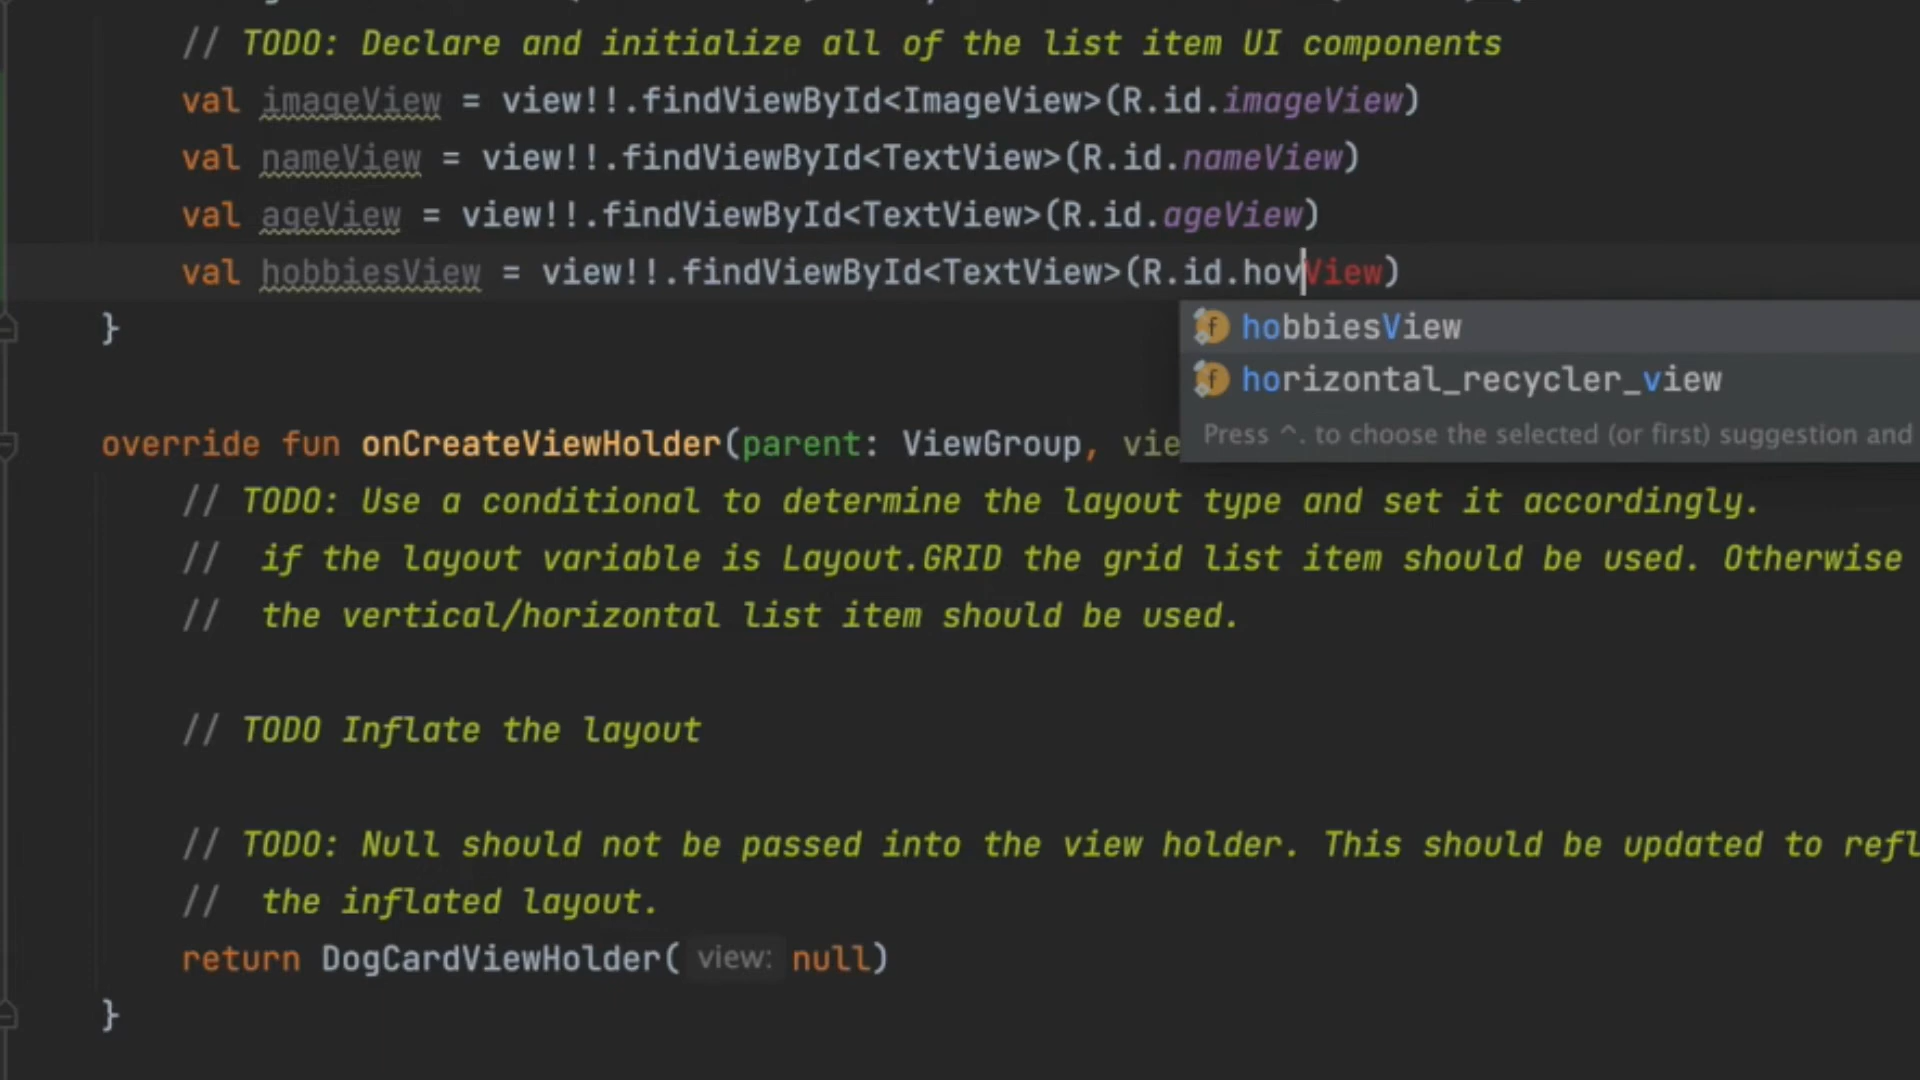 // TODO: Declare and initialize all of the list item UI components
val imageView = view!!.findViewById<ImageView>(R.id.imageView)
val nameView = view!!.findViewById<TextView>(R.id.nameView)
val ageView = view!!.findViewById<TextView>(R.id.ageView)
val hobbiesView = view!!.findViewById<TextView>(R.id.hovView)
hobbiesView
}
horizontal_recycler_view
Press ^. to choose the selected (or first) suggestion and
override fun onCreateViewHolder(parent: ViewGroup, vie
// TODO: Use a conditional to determine the layout type and set it accordingly.
// if the layout variable is Layout.GRID the grid list item should be used. Otherwise
// the vertical/horizontal list item should be used.
// TODO Inflate the layout
// TODO: Null should not be passed into the view holder. This should be updated to refl
// the inflated layout.
return DogCardViewHolder( view: null)
}